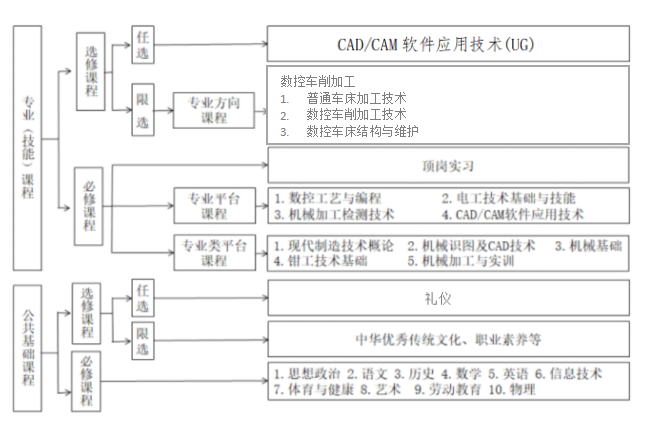 专业（技能）课程
选修课程
任选
CAD/CAM 软件应用技术(UG)
限选
专业方向
课程
数控车削加工
1. 普通车床加工技术
2. 数控车削加工技术
3. 数控车床结构与维护
必修课程
顶岗实习
专业平台
课程
1. 数控工艺与编程 2. 电工技术基础与技能
3. 机械加工检测技术 4. CAD/CAM软件应用技术
专业类平台
课程
1. 现代制造技术概论 2. 机械识图及CAD技术 3. 机械基础
4. 钳工技术基础 5. 机械加工与实训
公共基础课程
选修课程
任选
礼仪
限选
中华优秀传统文化、职业素养等
必修课程
1. 思想政治 2. 语文 3. 历史 4. 数学 5. 英语 6. 信息技术
7. 体育与健康 8. 艺术 9. 劳动教育 10. 物理